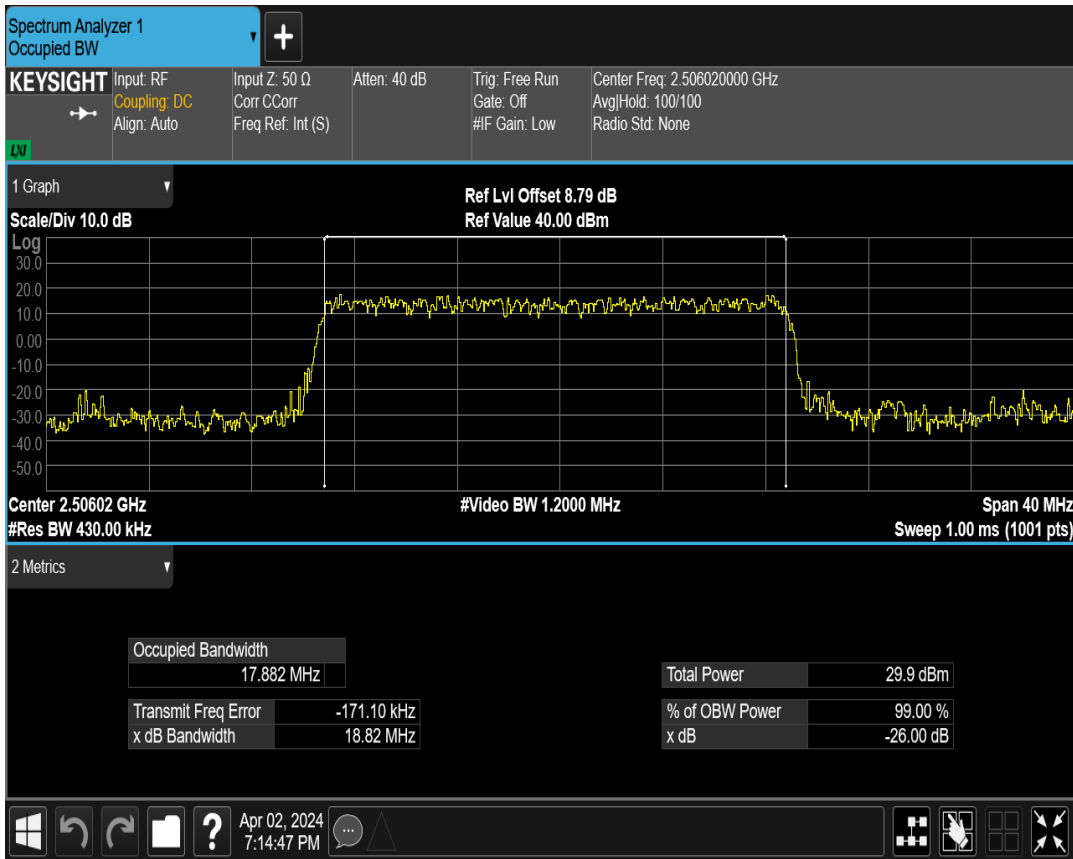 Spectrum Analyzer 1
Occupied BW
KEYSIGHT
LXI
Input: RF
Coupling: DC
Align: Auto
Input Z: 50 Ω
Corr CCorr
Freq Ref: Int (S)
Atten: 40 dB
Trig: Free Run
Gate: Off
#IF Gain: Low
Center Freq: 2.506020000 GHz
Avg|Hold: 100/100
Radio Std: None
1 Graph
Scale/Div 10.0 dB
Ref Lvl Offset 8.79 dB
Ref Value 40.00 dBm
Log
30.0
20.0
10.0
0.00
-10.0
-20.0
-30.0
-40.0
-50.0
Center 2.50602 GHz
#Video BW 1.2000 MHz
Span 40 MHz
#Res BW 430.00 kHz
Sweep 1.00 ms (1001 pts)
2 Metrics
Occupied Bandwidth
17.882 MHz
Transmit Freq Error -171.10 kHz
x dB Bandwidth 18.82 MHz
Total Power 29.9 dBm
% of OBW Power 99.00 %
x dB -26.00 dB
Apr 02, 2024
7:14:47 PM